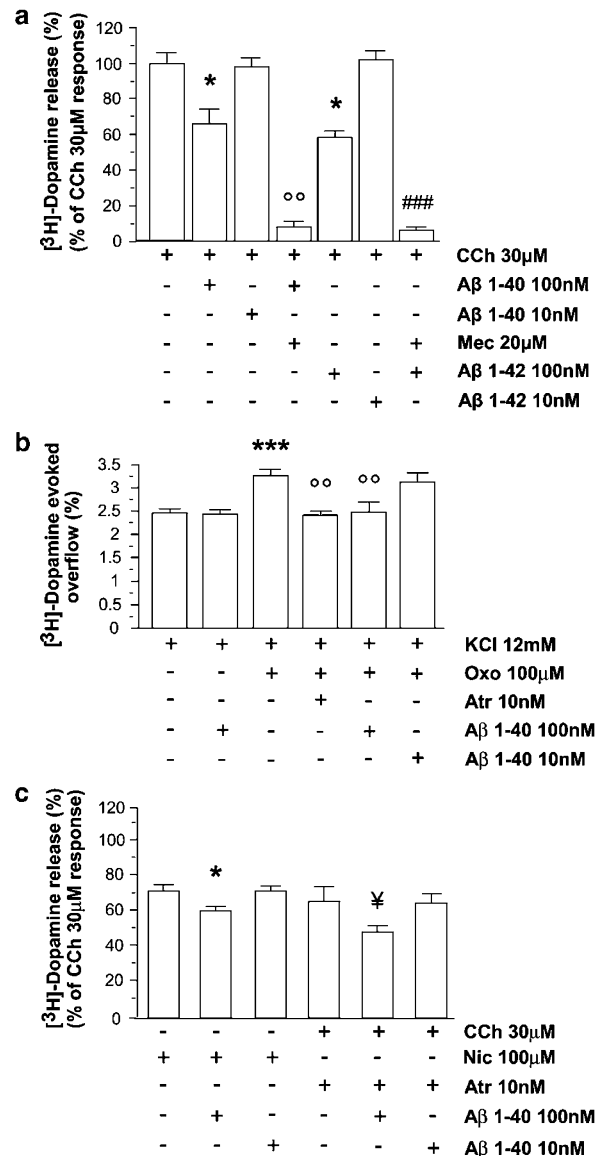 a
[³H]-Dopamine release (%)
(% of CCh 30µM response)
120
100
80
60
40
20
0
*
*
°°
###
+ + + + + + + CCh 30µM
- + - + - - - Aβ 1-40 100nM
- - + - - - - Aβ 1-40 10nM
- - - + - - + Mec 20µM
- - - - + - + Aβ 1-42 100nM
- - - - - + - Aβ 1-42 10nM
b
[³H]-Dopamine evoked
overflow (%)
3.5
3
2.5
2
1.5
1
0.5
0
***
°°
°°
+ + + + + + KCl 12mM
- - + + + + Oxo 100µM
- - - + - - Atr 10nM
- + - - + - Aβ 1-40 100nM
- - - - - + Aβ 1-40 10nM
c
[³H]-Dopamine release (%)
(% of CCh 30µM response)
120
100
80
60
40
20
0
*
¥
- - - + + + CCh 30µM
+ + + - - - Nic 100µM
- - - + + + Atr 10nM
- + - - + - Aβ 1-40 100nM
- - + - - + Aβ 1-40 10nM